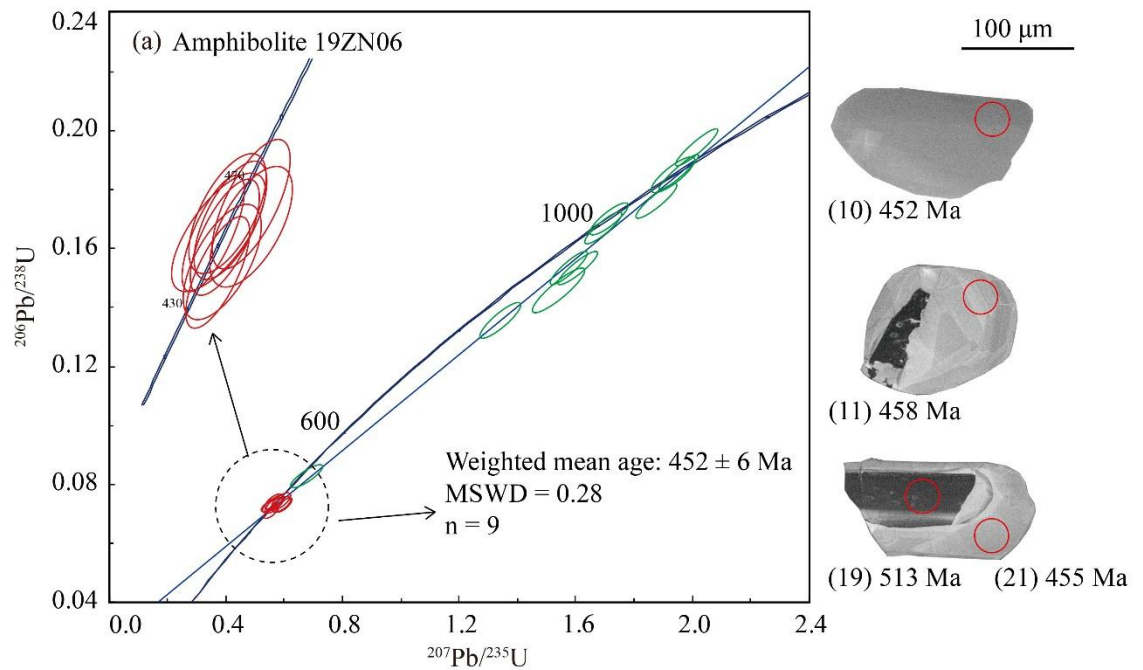 (a) Amphibolite 19ZN06
100 μm
0.24
0.20
0.16
0.12
0.08
0.04
²⁰⁶Pb/²³⁸U
470
430
1000
600
Weighted mean age: 452 ± 6 Ma
MSWD = 0.28
n = 9
0.0 0.4 0.8 1.2 1.6 2.0 2.4
²⁰⁷Pb/²³⁵U
(10) 452 Ma
(11) 458 Ma
(19) 513 Ma (21) 455 Ma